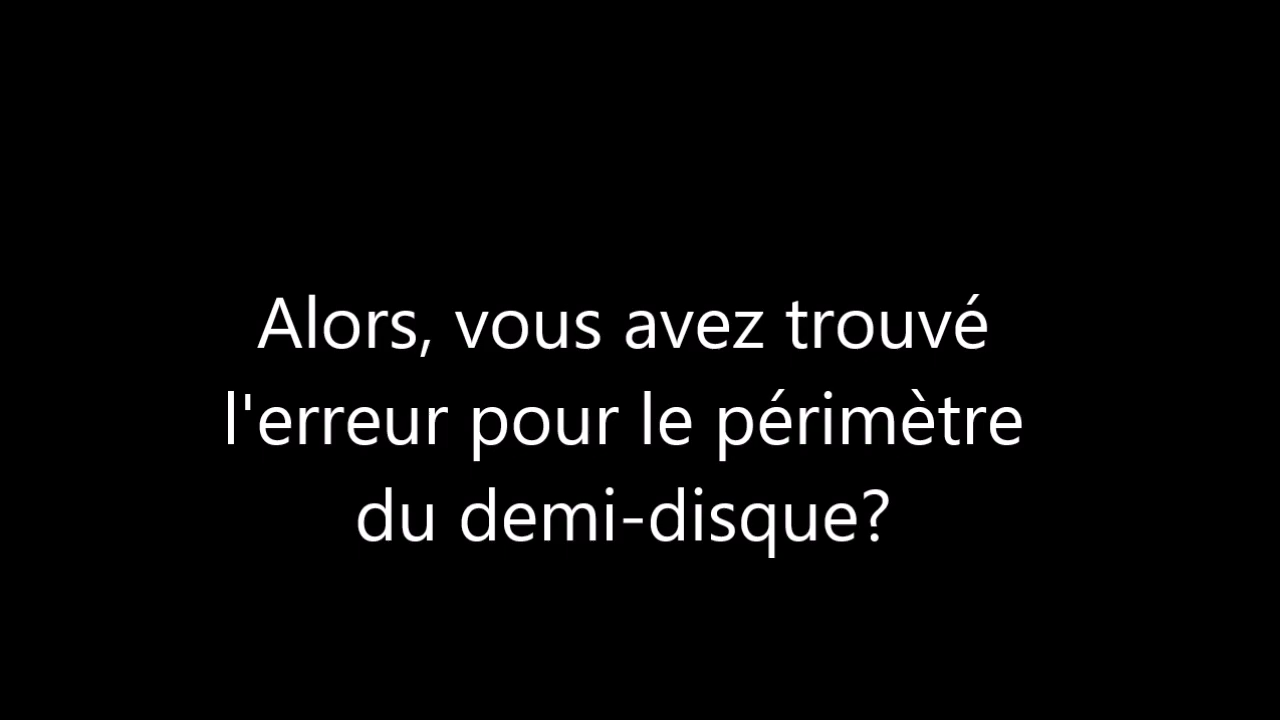 Alors, vous avez trouvé
l'erreur pour le périmètre
du demi-disque?